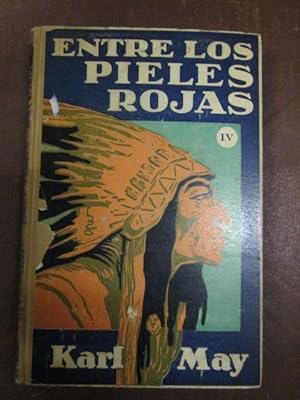 ENTRE LOS
PIELES
ROJAS
IV
Karl May